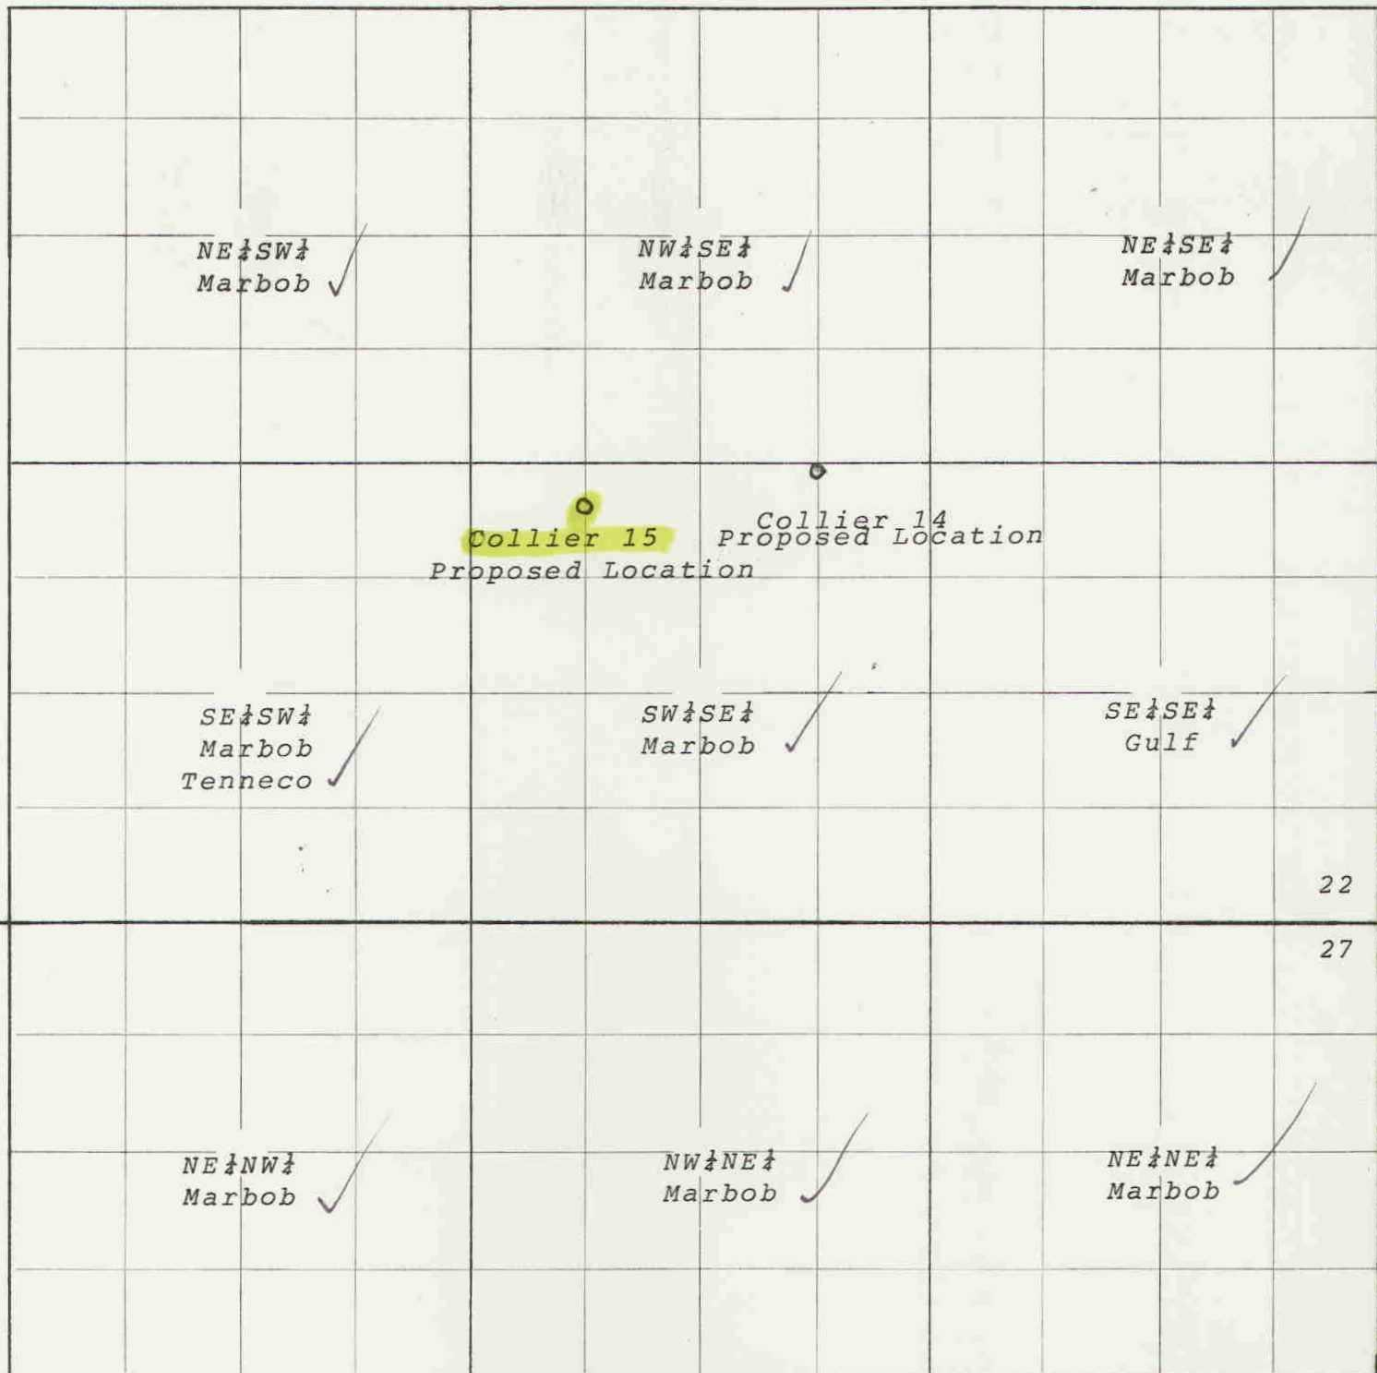 NE¼SW¼
Marbob
NW¼SE¼
Marbob
NE¼SE¼
Marbob
Collier 15
Proposed Location
Collier 14
Proposed Location
SE¼SW¼
Marbob
Tenneco
SW¼SE¼
Marbob
SE¼SE¼
Gulf
22
27
NE¼NW¼
Marbob
NW¼NE¼
Marbob
NE¼NE¼
Marbob